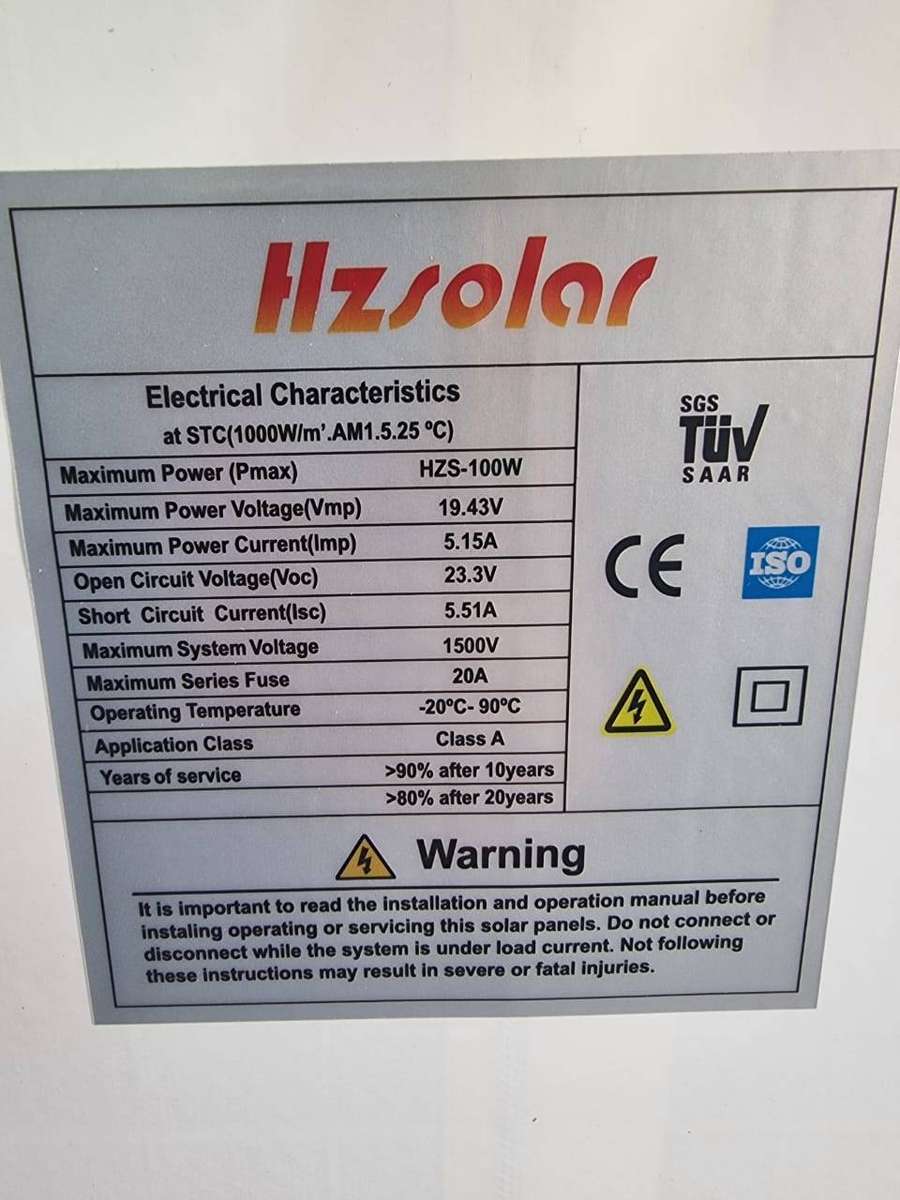 Hzsolar
Electrical Characteristics
at STC(1000W/m'.AM1.5.25 ºC)
Maximum Power (Pmax) HZS-100W
Maximum Power Voltage(Vmp) 19.43V
Maximum Power Current(Imp) 5.15A
Open Circuit Voltage(Voc) 23.3V
Short Circuit Current(Isc) 5.51A
Maximum System Voltage 1500V
Maximum Series Fuse 20A
Operating Temperature -20ºC- 90ºC
Application Class Class A
Years of service >90% after 10years
>80% after 20years
SGS
TÜV
SAAR
CE
ISO
Warning
It is important to read the installation and operation manual before
instaling operating or servicing this solar panels. Do not connect or
disconnect while the system is under load current. Not following
these instructions may result in severe or fatal injuries.